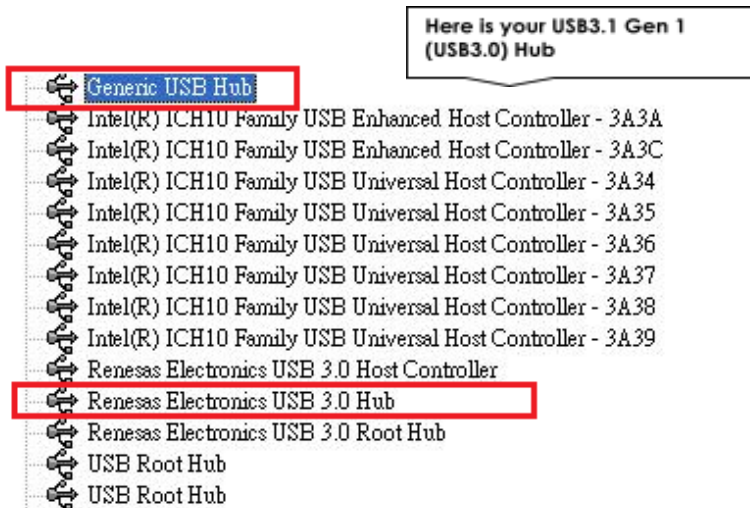 Here is your USB3.1 Gen 1
(USB3.0) Hub
Generic USB Hub
Intel(R) ICH10 Family USB Enhanced Host Controller - 3A3A
Intel(R) ICH10 Family USB Enhanced Host Controller - 3A3C
Intel(R) ICH10 Family USB Universal Host Controller - 3A34
Intel(R) ICH10 Family USB Universal Host Controller - 3A35
Intel(R) ICH10 Family USB Universal Host Controller - 3A36
Intel(R) ICH10 Family USB Universal Host Controller - 3A37
Intel(R) ICH10 Family USB Universal Host Controller - 3A38
Intel(R) ICH10 Family USB Universal Host Controller - 3A39
Renesas Electronics USB 3.0 Host Controller
Renesas Electronics USB 3.0 Hub
Renesas Electronics USB 3.0 Root Hub
USB Root Hub
USB Root Hub